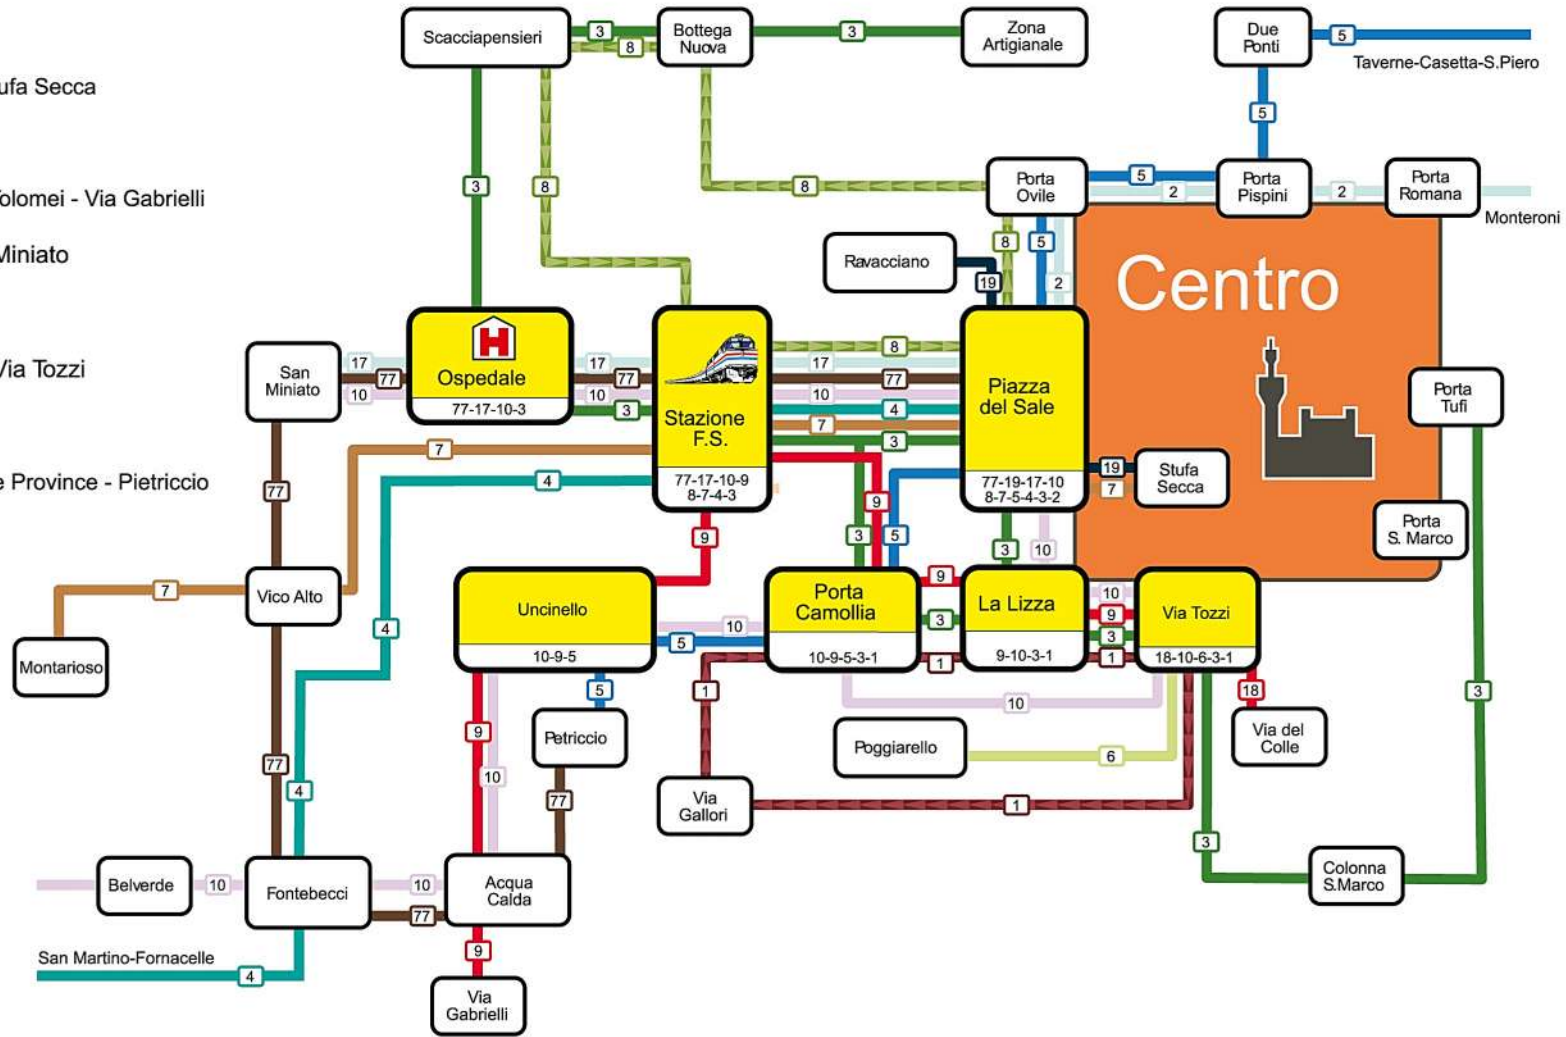 ufa Secca
olomei - Via Gabrielli
Miniato
Via Tozzi
e Province - Pietriccio
Scacciapensieri
3
8
Bottega
Nuova
3
Zona
Artigianale
Due
Ponti
5
Taverne-Casetta-S.Piero
5
3
8
8
Porta
Ovile
5
2
Porta
Pispini
2
Porta
Romana
Monteroni
Ravacciano
19
8
5
2
Centro
San
Miniato
17
77
10
H
Ospedale
77-17-10-3
17
77
10
3
Stazione
F.S.
77-17-10-9
8-7-4-3
8
17
77
10
4
7
3
Piazza
del Sale
77-19-17-10
8-7-5-4-3-2
Porta
Tufi
7
4
77
9
19
7
Stufa
Secca
Porta
S. Marco
9
3
5
3
10
7
Vico Alto
Montarioso
4
Uncinello
10-9-5
10
5
Porta
Camollia
10-9-5-3-1
9
3
1
La Lizza
9-10-3-1
10
9
3
1
Via Tozzi
18-10-6-3-1
5
1
10
18
3
9
Petriccio
Poggiarello
6
Via del
Colle
77
4
10
77
Via
Gallori
1
3
Belverde
10
Fontebecci
10
77
Acqua
Calda
Colonna
S.Marco
San Martino-Fornacelle
4
9
Via
Gabrielli